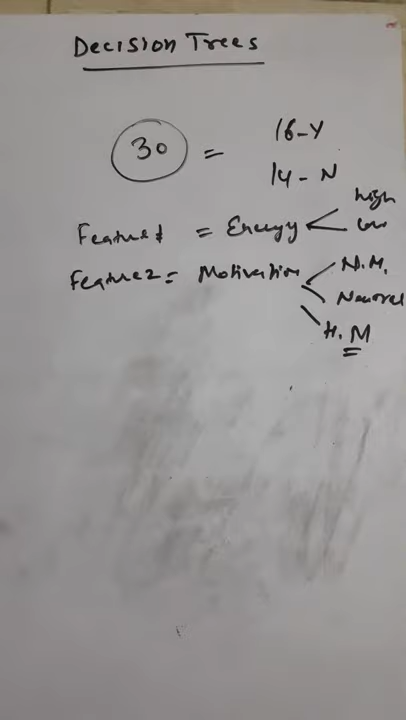 Decision Trees
30 = 16-Y
14 - N
Feature1 = Energy high
low
Feature2 = Motivation N.M.
Neutral
H.M